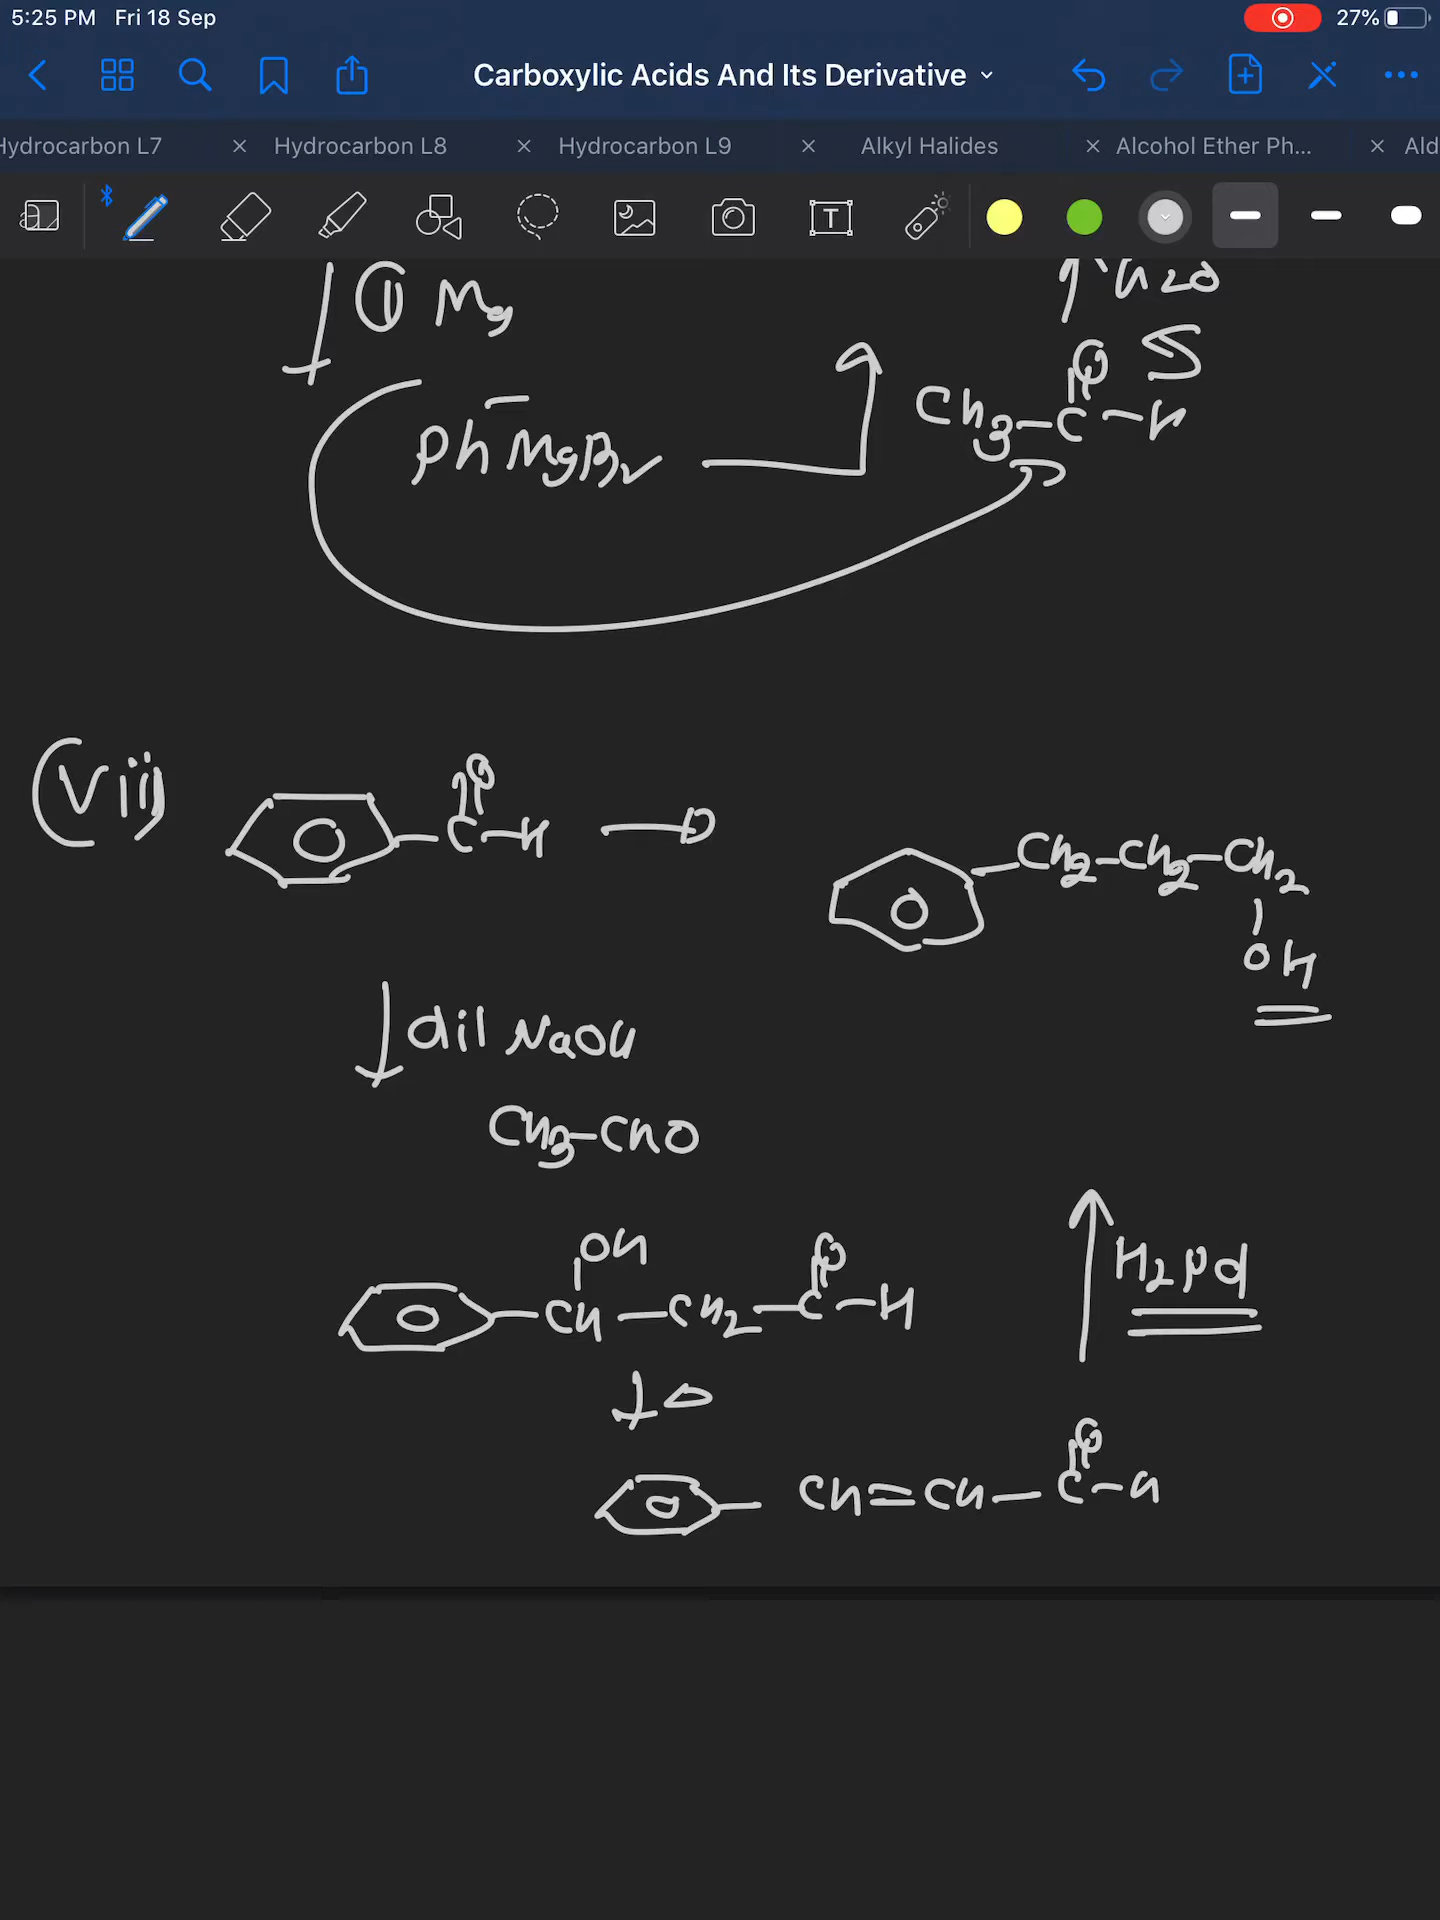 5:25 PM Fri 18 Sep 27%
Carboxylic Acids And Its Derivative
Hydrocarbon L7 × Hydrocarbon L8 × Hydrocarbon L9 × Alkyl Halides × Alcohol Ether Ph... × Ald
① Mg
H2O
CH3-C-H
O
Ph MgBr
(vii)
O
C-H
CH2-CH2-CH2
OH
dil NaOH
CH3-CHO
OH O
CH-CH2-C-H
H2 Pd
Δ
O
CH=CH-C-H